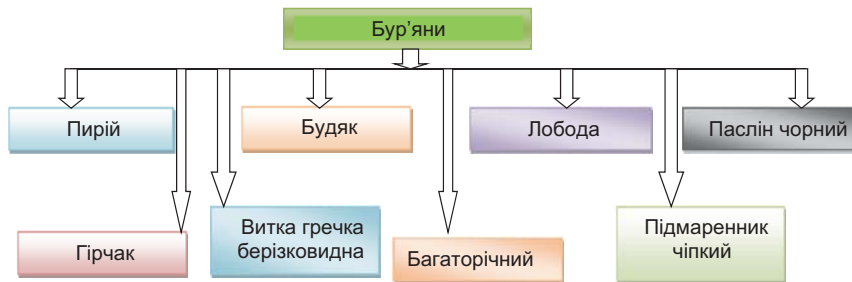 Бур’яни
Пирій
Будяк
Лобода
Паслін чорний
Гірчак
Витка гречка
берізковидна
Багаторічний
Підмаренник
чіпкий